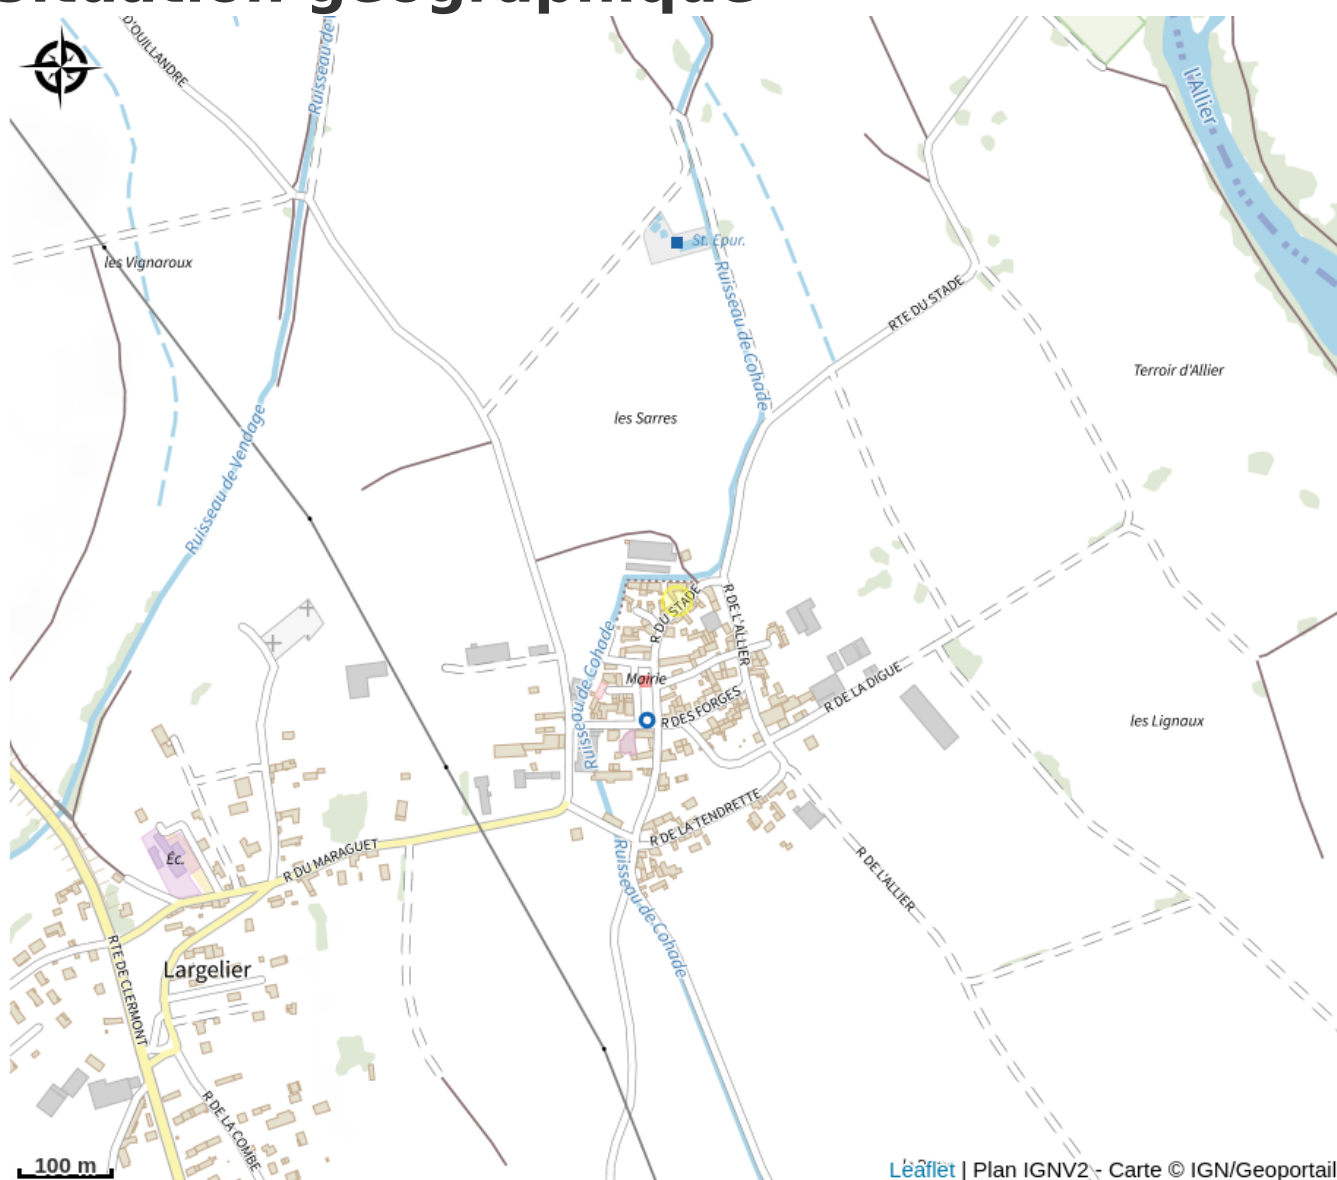 situation géographique
D'OUILLANDRE
Ruisseau de
l'Allier
St. Epur.
les Vignaroux
Ruisseau de Cohade
RTE DU STADE
Terroir d'Allier
les Sarres
Ruisseau de Vendage
R DU STADE
R DE L'ALLIER
Ruisseau de Cohade
Mairie
R DE LA DIGUE
R DES FORGES
les Lignaux
R DE LA TENDRETTE
Éc.
R DU MARAGUET
R DE L'ALLIER
Ruisseau de Cohade
RTE DE CLERMONT
Largelier
R DE LA COMBE
100 m
Leaflet | Plan IGNV2 - Carte © IGN/Geoportail